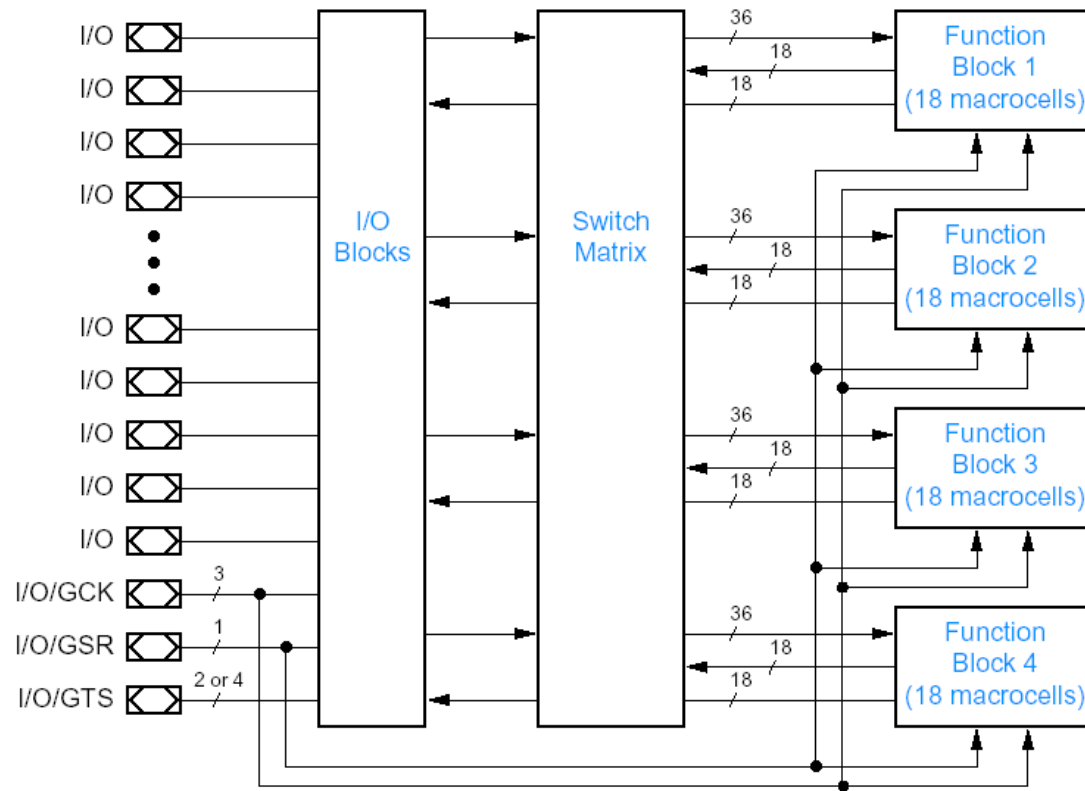 I/O
I/O
I/O
I/O
I/O
I/O
I/O
I/O
I/O
I/O/GCK
3
I/O/GSR
1
I/O/GTS
2 or 4
I/O
Blocks
Switch
Matrix
36
18
18
Function
Block 1
(18 macrocells)
36
18
18
Function
Block 2
(18 macrocells)
36
18
18
Function
Block 3
(18 macrocells)
36
18
18
Function
Block 4
(18 macrocells)